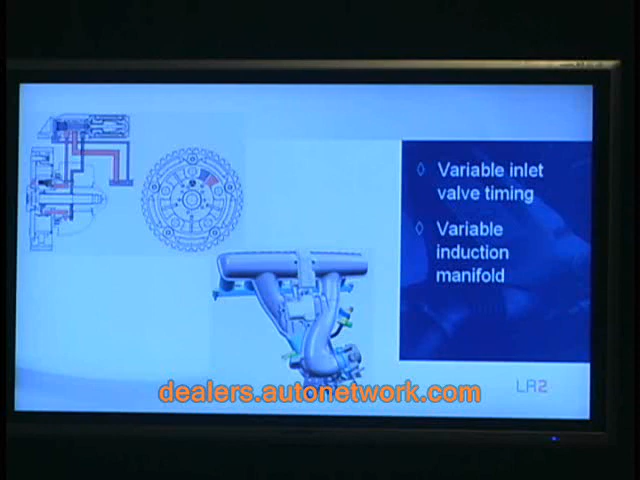 Variable inlet
valve timing
Variable
induction
manifold
dealers.autonetwork.com
LR2